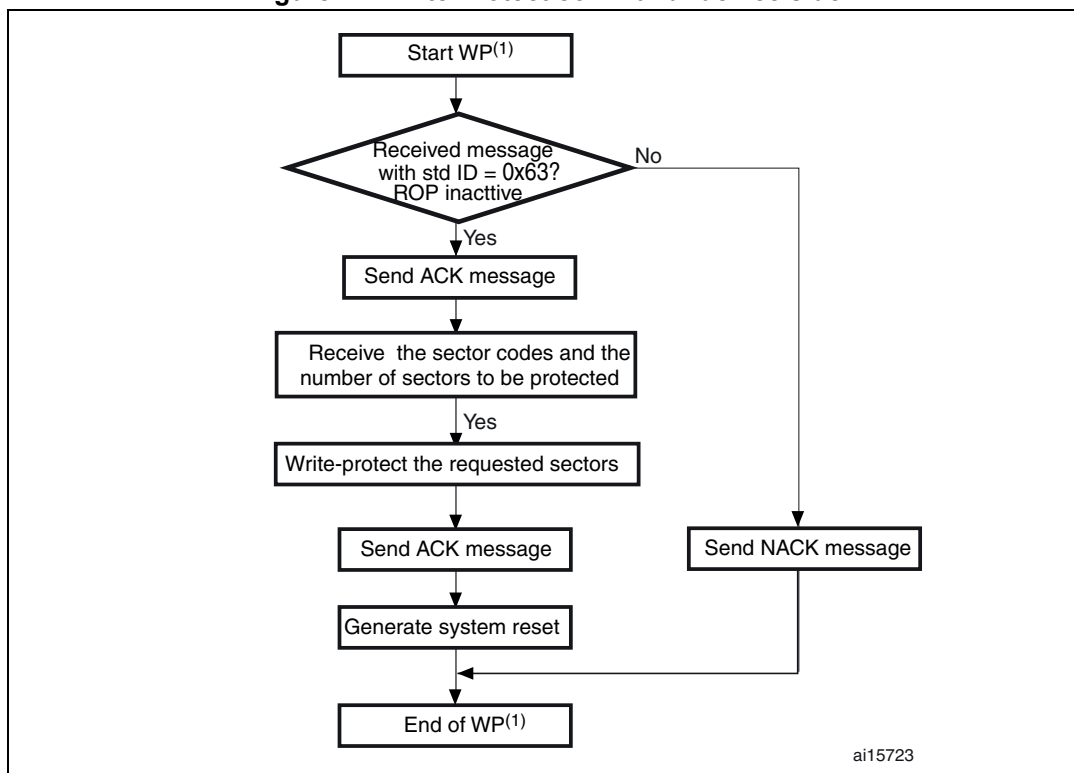 Start WP(1)
Received message
with std ID = 0x63?
ROP inacttive
No
Yes
Send ACK message
Receive the sector codes and the
number of sectors to be protected
Yes
Write-protect the requested sectors
Send ACK message
Send NACK message
Generate system reset
End of WP(1)
ai15723